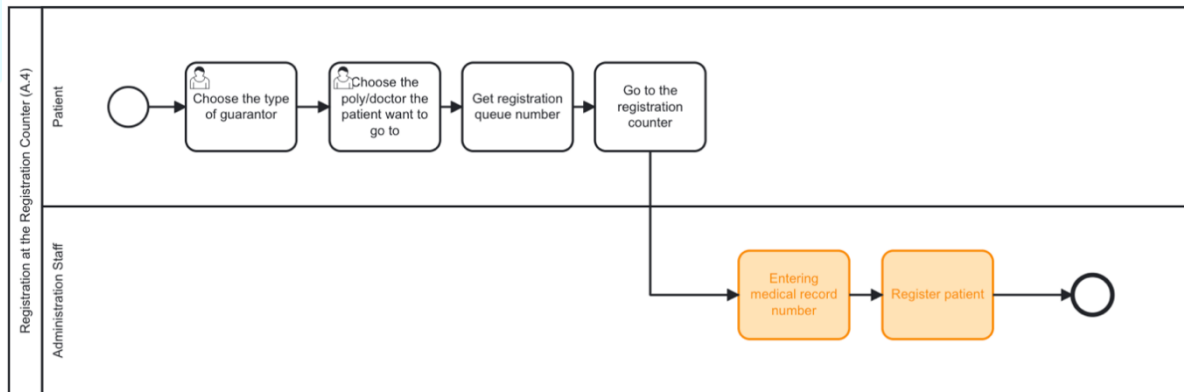 Registration at the Registration Counter (A.4)
Patient
Choose the type
of guarantor
Choose the
poly/doctor the
patient want to
go to
Get registration
queue number
Go to the
registration
counter
Administration Staff
Entering
medical record
number
Register patient